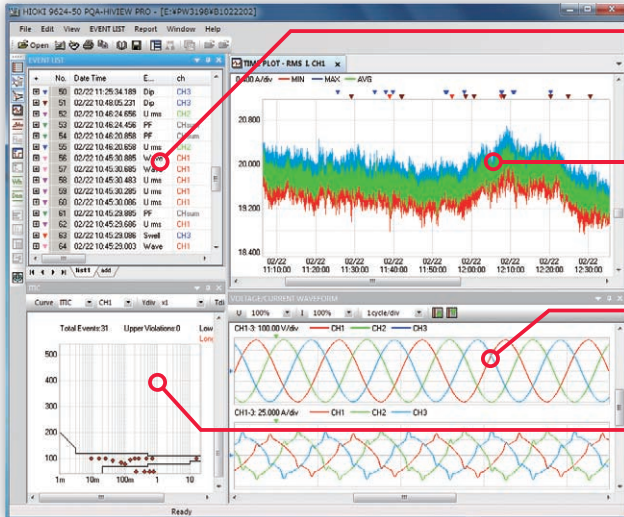 HIOKI 9624-50 PQA-HIVIEW PRO - [E:\PW3198\B1022202]
File Edit View EVENT LIST Report Window Help
Open
EVENT LIST
No. Date Time E... ch
50 02/22 11:25:34.189 Dip CH3
51 02/22 10:48:05.231 Dip CH3
52 02/22 10:46:24.656 U rms CH2
53 02/22 10:46:24.456 PF CHsum
54 02/22 10:46:20.858 PF CHsum
55 02/22 10:46:20.658 U rms CH2
56 02/22 10:45:30.885 Wave CH1
57 02/22 10:45:30.685 Wave CH1
58 02/22 10:45:30.483 U rms CH1
59 02/22 10:45:30.285 U rms CH1
60 02/22 10:45:30.086 U rms CH1
61 02/22 10:45:29.885 PF CHsum
62 02/22 10:45:29.686 U rms CH1
63 02/22 10:45:29.086 Swell CH3
64 02/22 10:45:29.003 Wave CH1
List1 add
TIME PLOT - RMS I, CH1
0.400 A/div MIN MAX AVG
20.800
20.000
19.200
18.400
02/22 02/22 02/22 02/22 02/22 02/22 02/22 02/22 02/22
11:10:00 11:20:00 11:30:00 11:40:00 11:50:00 12:00:00 12:10:00 12:20:00 12:30:00
ITIC
Curve ITIC CH1 Ydiv x1 Tdi
Total Events:31 Upper Violations:0 Low
500
400
300
200
100
1m 10m 100m 1 10
VOLTAGE/CURRENT WAVEFORM
U 100% I 100% 1cycle/div
CH1-3: 100.00 V/div CH1 CH2 CH3
CH1-3: 25.000 A/div CH1 CH2 CH3
Ready